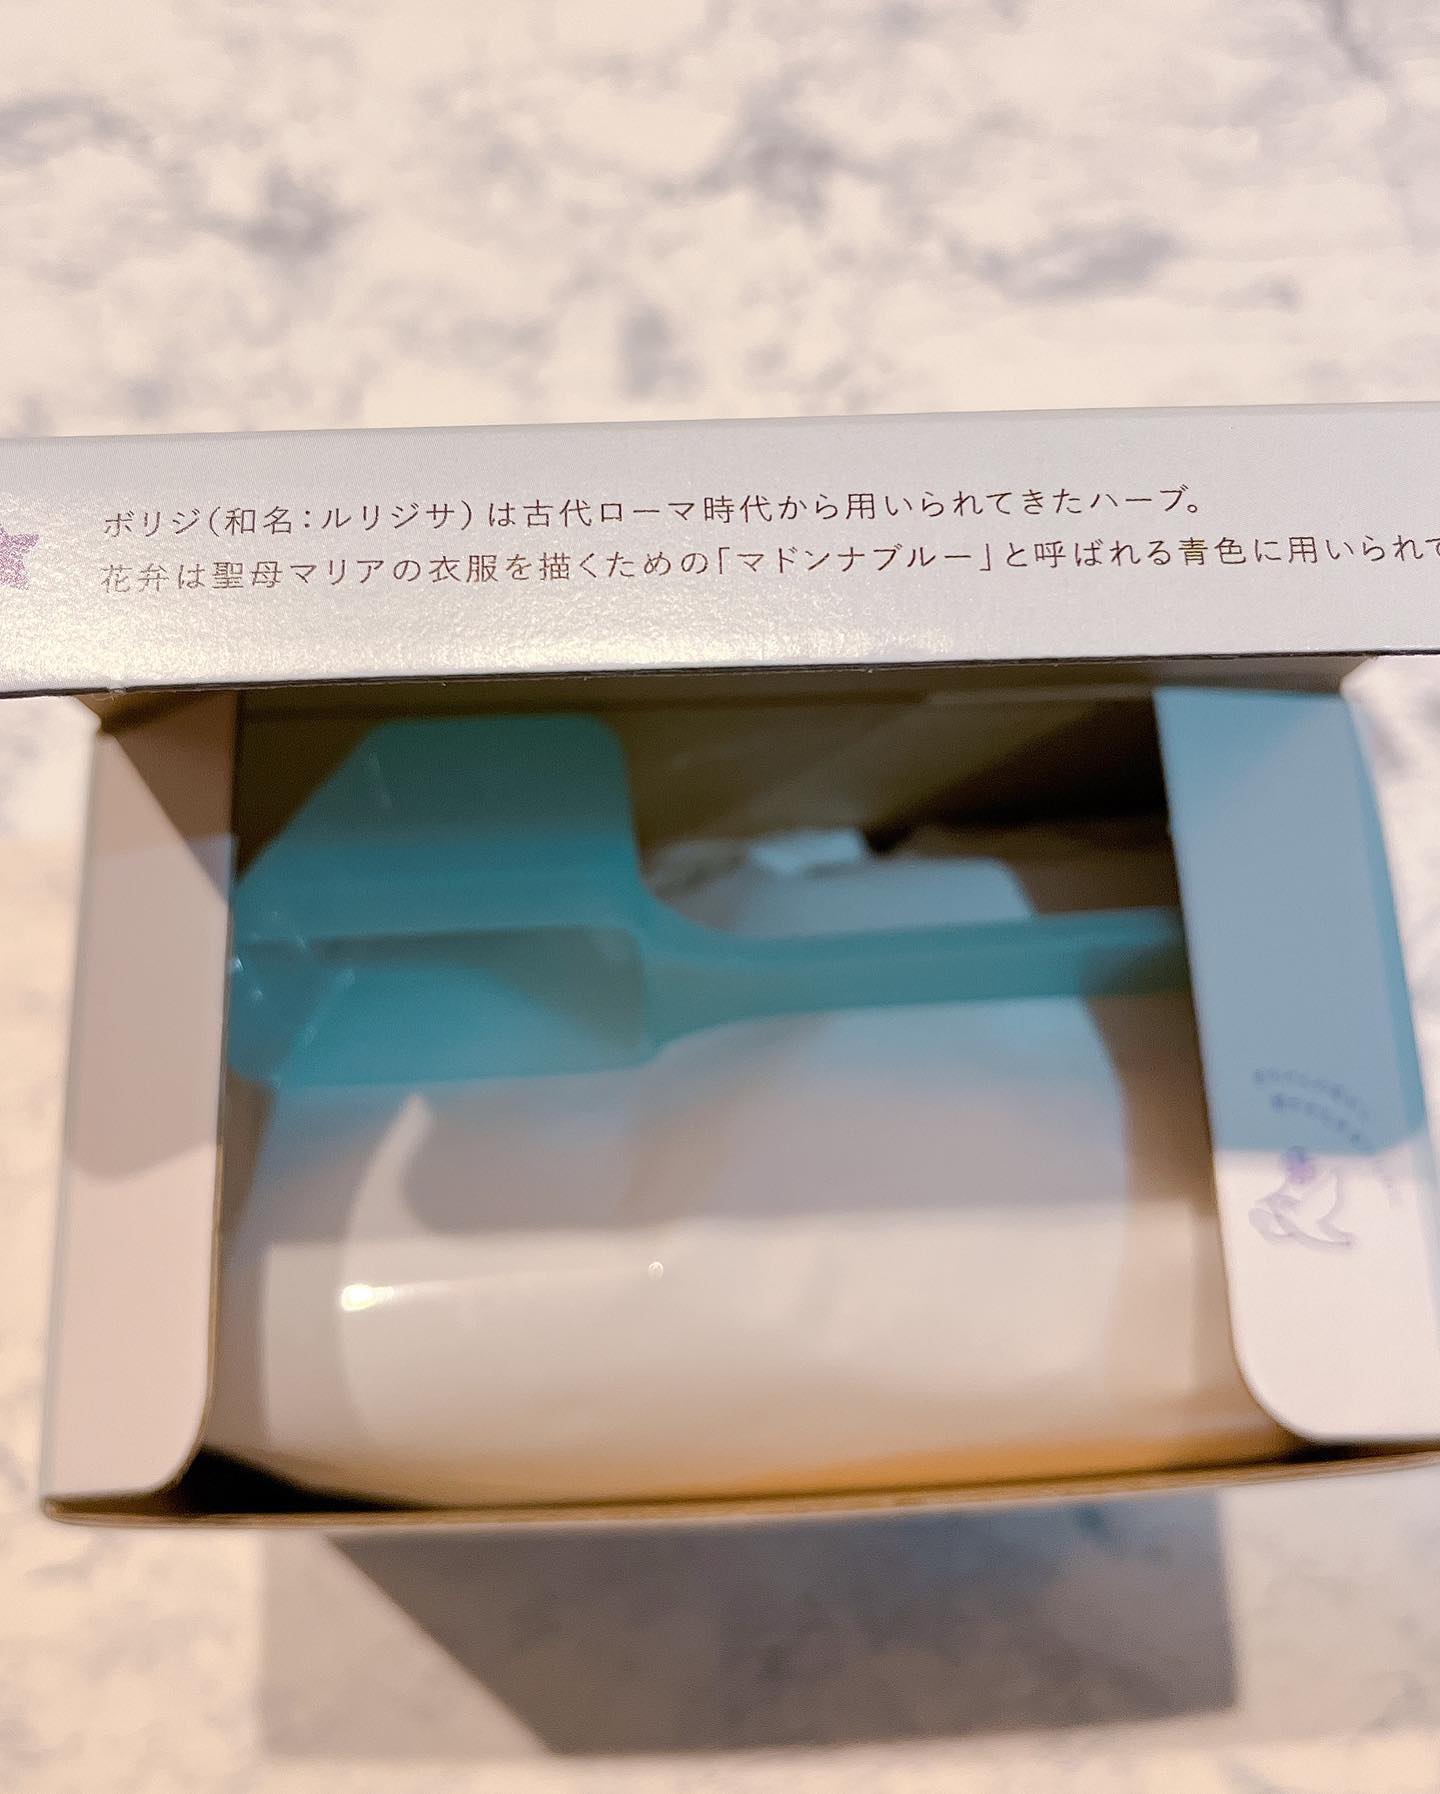 ボリジ（和名：ルリジサ）は古代ローマ時代から用いられてきたハーブ。
花弁は聖母マリアの衣服を描くための「マドンナブルー」と呼ばれる青色に用いられて